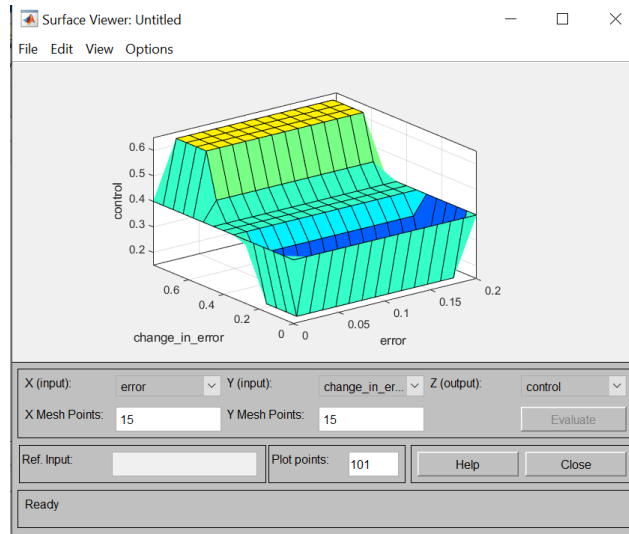 Surface Viewer: Untitled
File Edit View Options
0.6
0.5
0.4
0.3
0.2
control
0.6
0.4
0.2
0
change_in_error
0
0.05
0.1
0.15
0.2
error
X (input): error Y (input): change_in_er... Z (output): control
X Mesh Points: 15 Y Mesh Points: 15 Evaluate
Ref. Input: Plot points: 101 Help Close
Ready